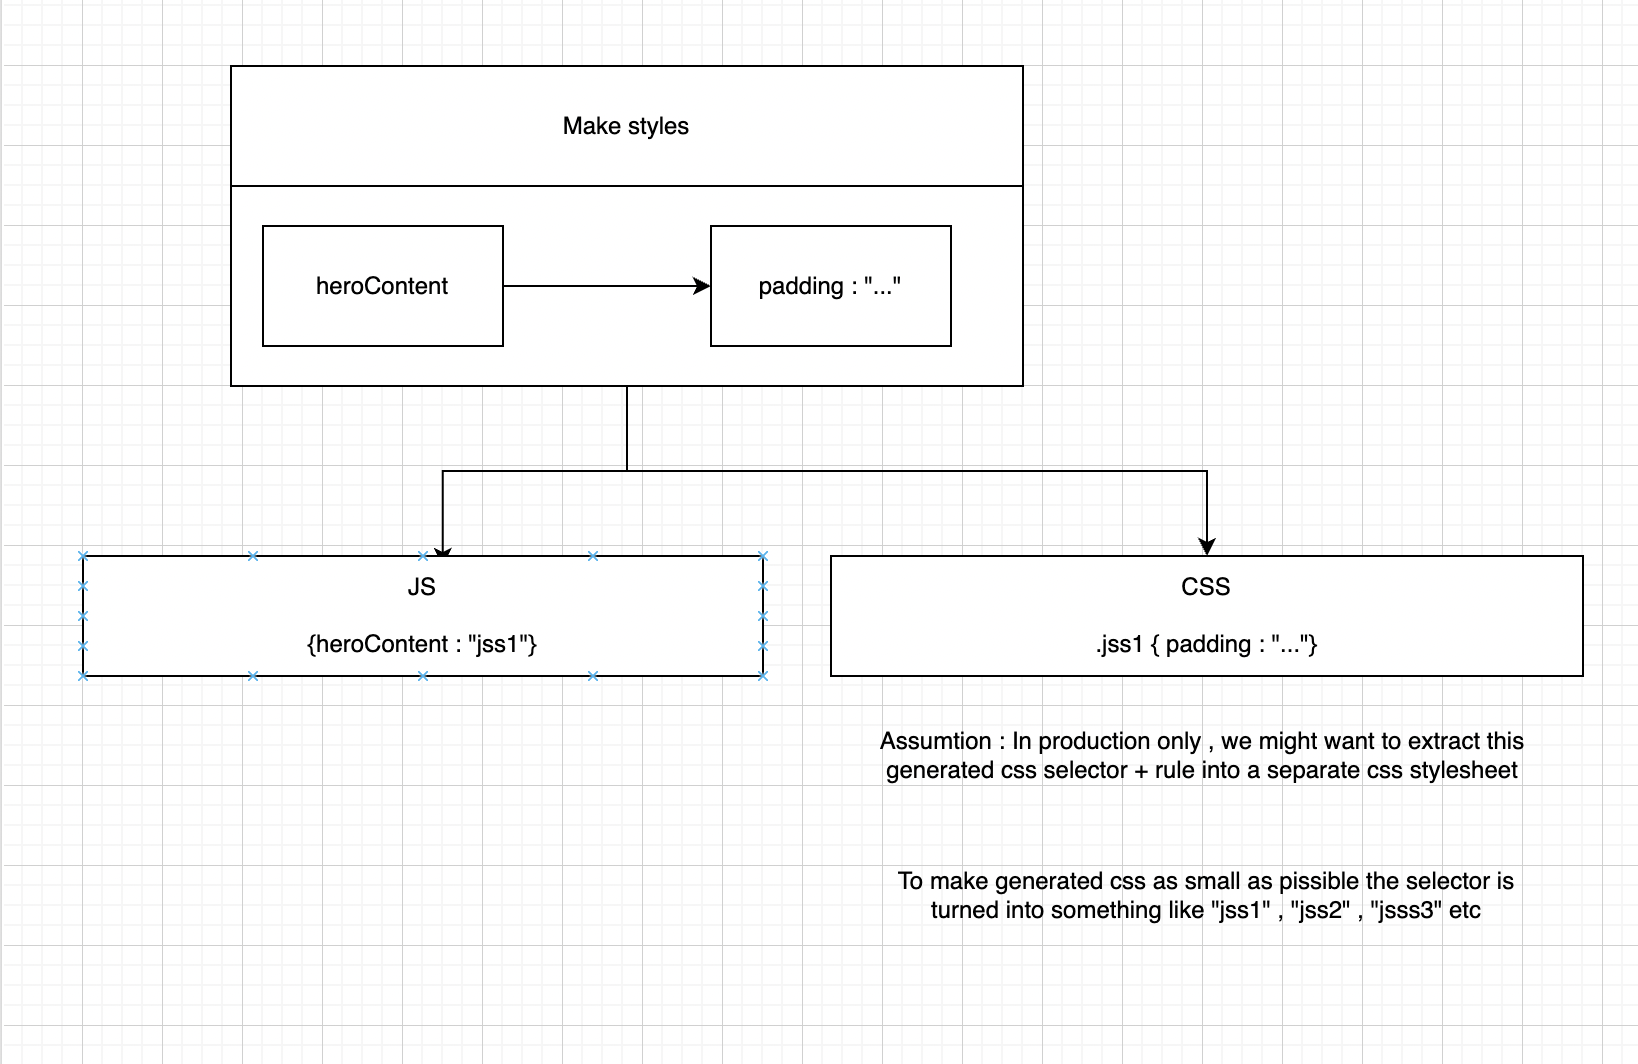 Make styles
heroContent
padding : "..."
JS
{heroContent : "jss1"}
CSS
.jss1 { padding : "..."}
Assumtion : In production only , we might want to extract this
generated css selector + rule into a separate css stylesheet
To make generated css as small as pissible the selector is
turned into something like "jss1" , "jss2" , "jsss3" etc